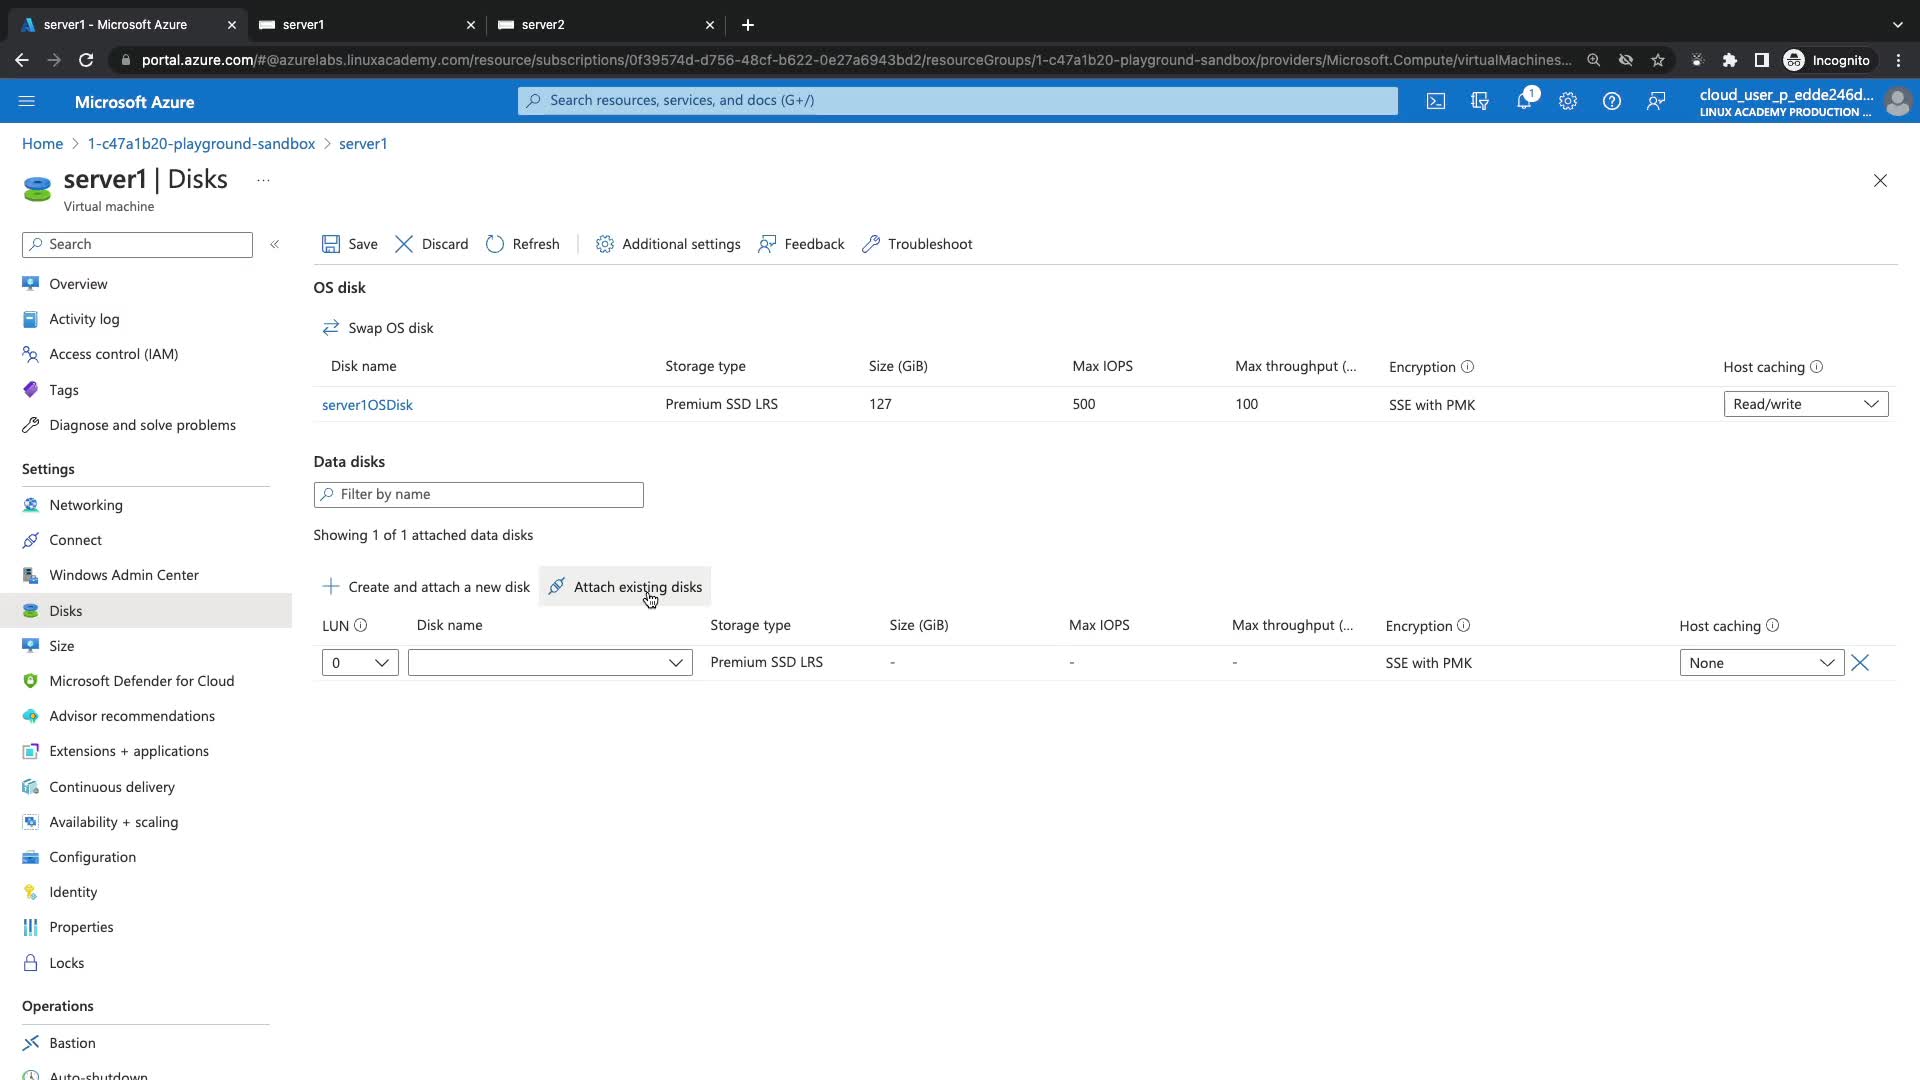 server1 - Microsoft Azure
server1
server2
portal.azure.com/#@azurelabs.linuxacademy.com/resource/subscriptions/0f39574d-d756-48cf-b622-0e27a6943bd2/resourceGroups/1-c47a1b20-playground-sandbox/providers/Microsoft.Compute/virtualMachines...
Incognito
Microsoft Azure
Search resources, services, and docs (G+/)
1
cloud_user_p_edde246d...
LINUX ACADEMY PRODUCTION ...
Home > 1-c47a1b20-playground-sandbox > server1
server1 | Disks ...
Virtual machine
Search
«
Save
Discard
Refresh
Additional settings
Feedback
Troubleshoot
Overview
Activity log
Access control (IAM)
Tags
Diagnose and solve problems
Settings
Networking
Connect
Windows Admin Center
Disks
Size
Microsoft Defender for Cloud
Advisor recommendations
Extensions + applications
Continuous delivery
Availability + scaling
Configuration
Identity
Properties
Locks
Operations
Bastion
Auto-shutdown
OS disk
Swap OS disk
Disk name Storage type Size (GiB) Max IOPS Max throughput (... Encryption Host caching
server1OSDisk Premium SSD LRS 127 500 100 SSE with PMK Read/write
Data disks
Filter by name
Showing 1 of 1 attached data disks
Create and attach a new disk
Attach existing disks
LUN Disk name Storage type Size (GiB) Max IOPS Max throughput (... Encryption Host caching
0 Premium SSD LRS - - - SSE with PMK None